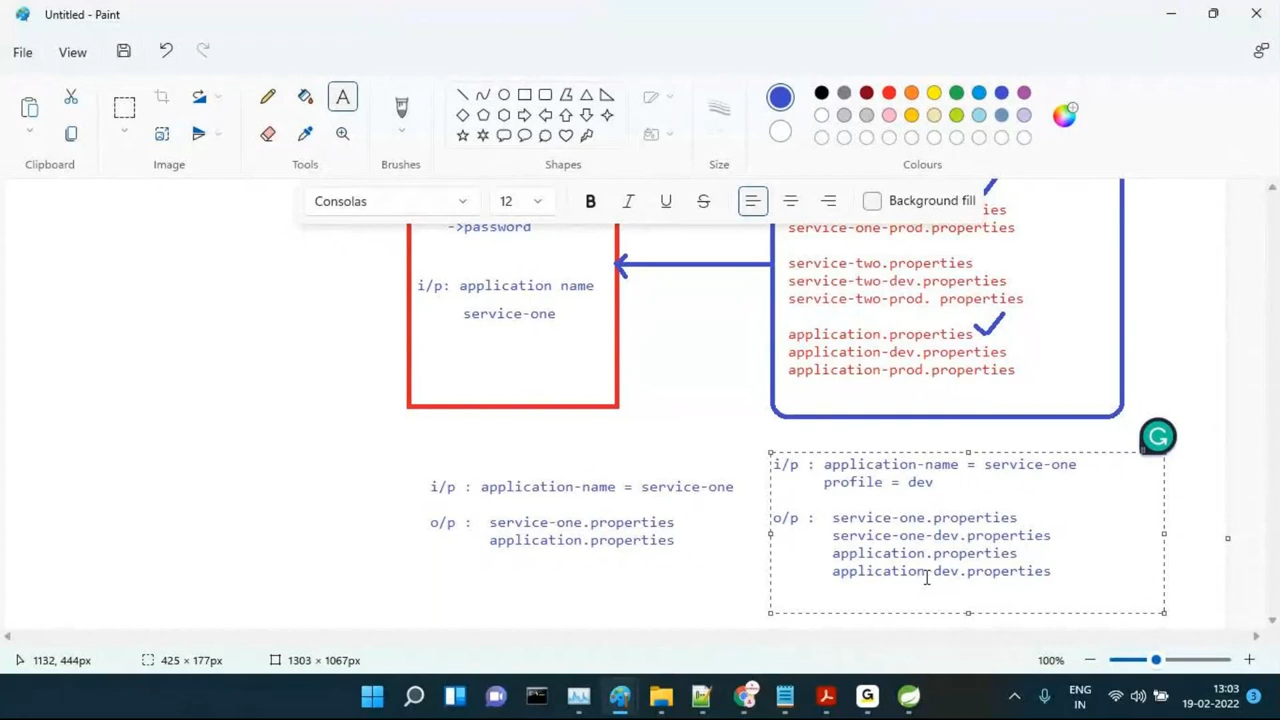 Untitled - Paint
File
View
Clipboard
Image
Tools
Brushes
Shapes
Size
Colours
Consolas
12
B
I
U
S
Background fill
->password
i/p: application name
service-one
ies
service-one-prod.properties
service-two.properties
service-two-dev.properties
service-two-prod. properties
application.properties
application-dev.properties
application-prod.properties
i/p : application-name = service-one
o/p : service-one.properties
application.properties
i/p : application-name = service-one
profile = dev
o/p : service-one.properties
service-one-dev.properties
application.properties
application-dev.properties
1132, 444px
425 × 177px
1303 × 1067px
100%
ENG
IN
13:03
19-02-2022
3